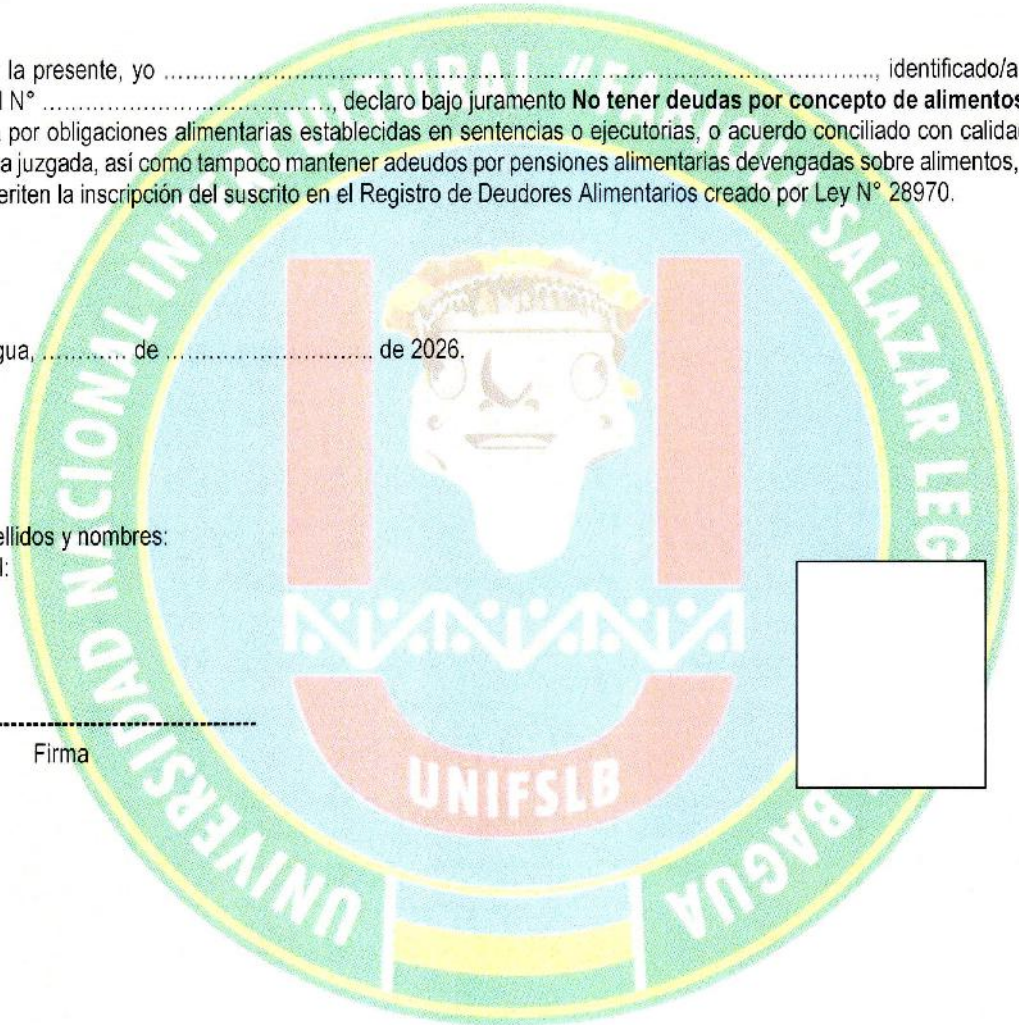 la presente, yo ................................................................................................, identificado/a
N° ........................................, declaro bajo juramento No tener deudas por concepto de alimentos
por obligaciones alimentarias establecidas en sentencias o ejecutorias, o acuerdo conciliado con calidad
a juzgada, así como tampoco mantener adeudos por pensiones alimentarias devengadas sobre alimentos,
eriten la inscripción del suscrito en el Registro de Deudores Alimentarios creado por Ley N° 28970.
gua, ............ de ............................ de 2026.
ellidos y nombres:
I:
Firma
UNIVERSIDAD NACIONAL INTERCULTURAL "FABIOLA SALAZAR LEG
BAGUA
UNIFSLB